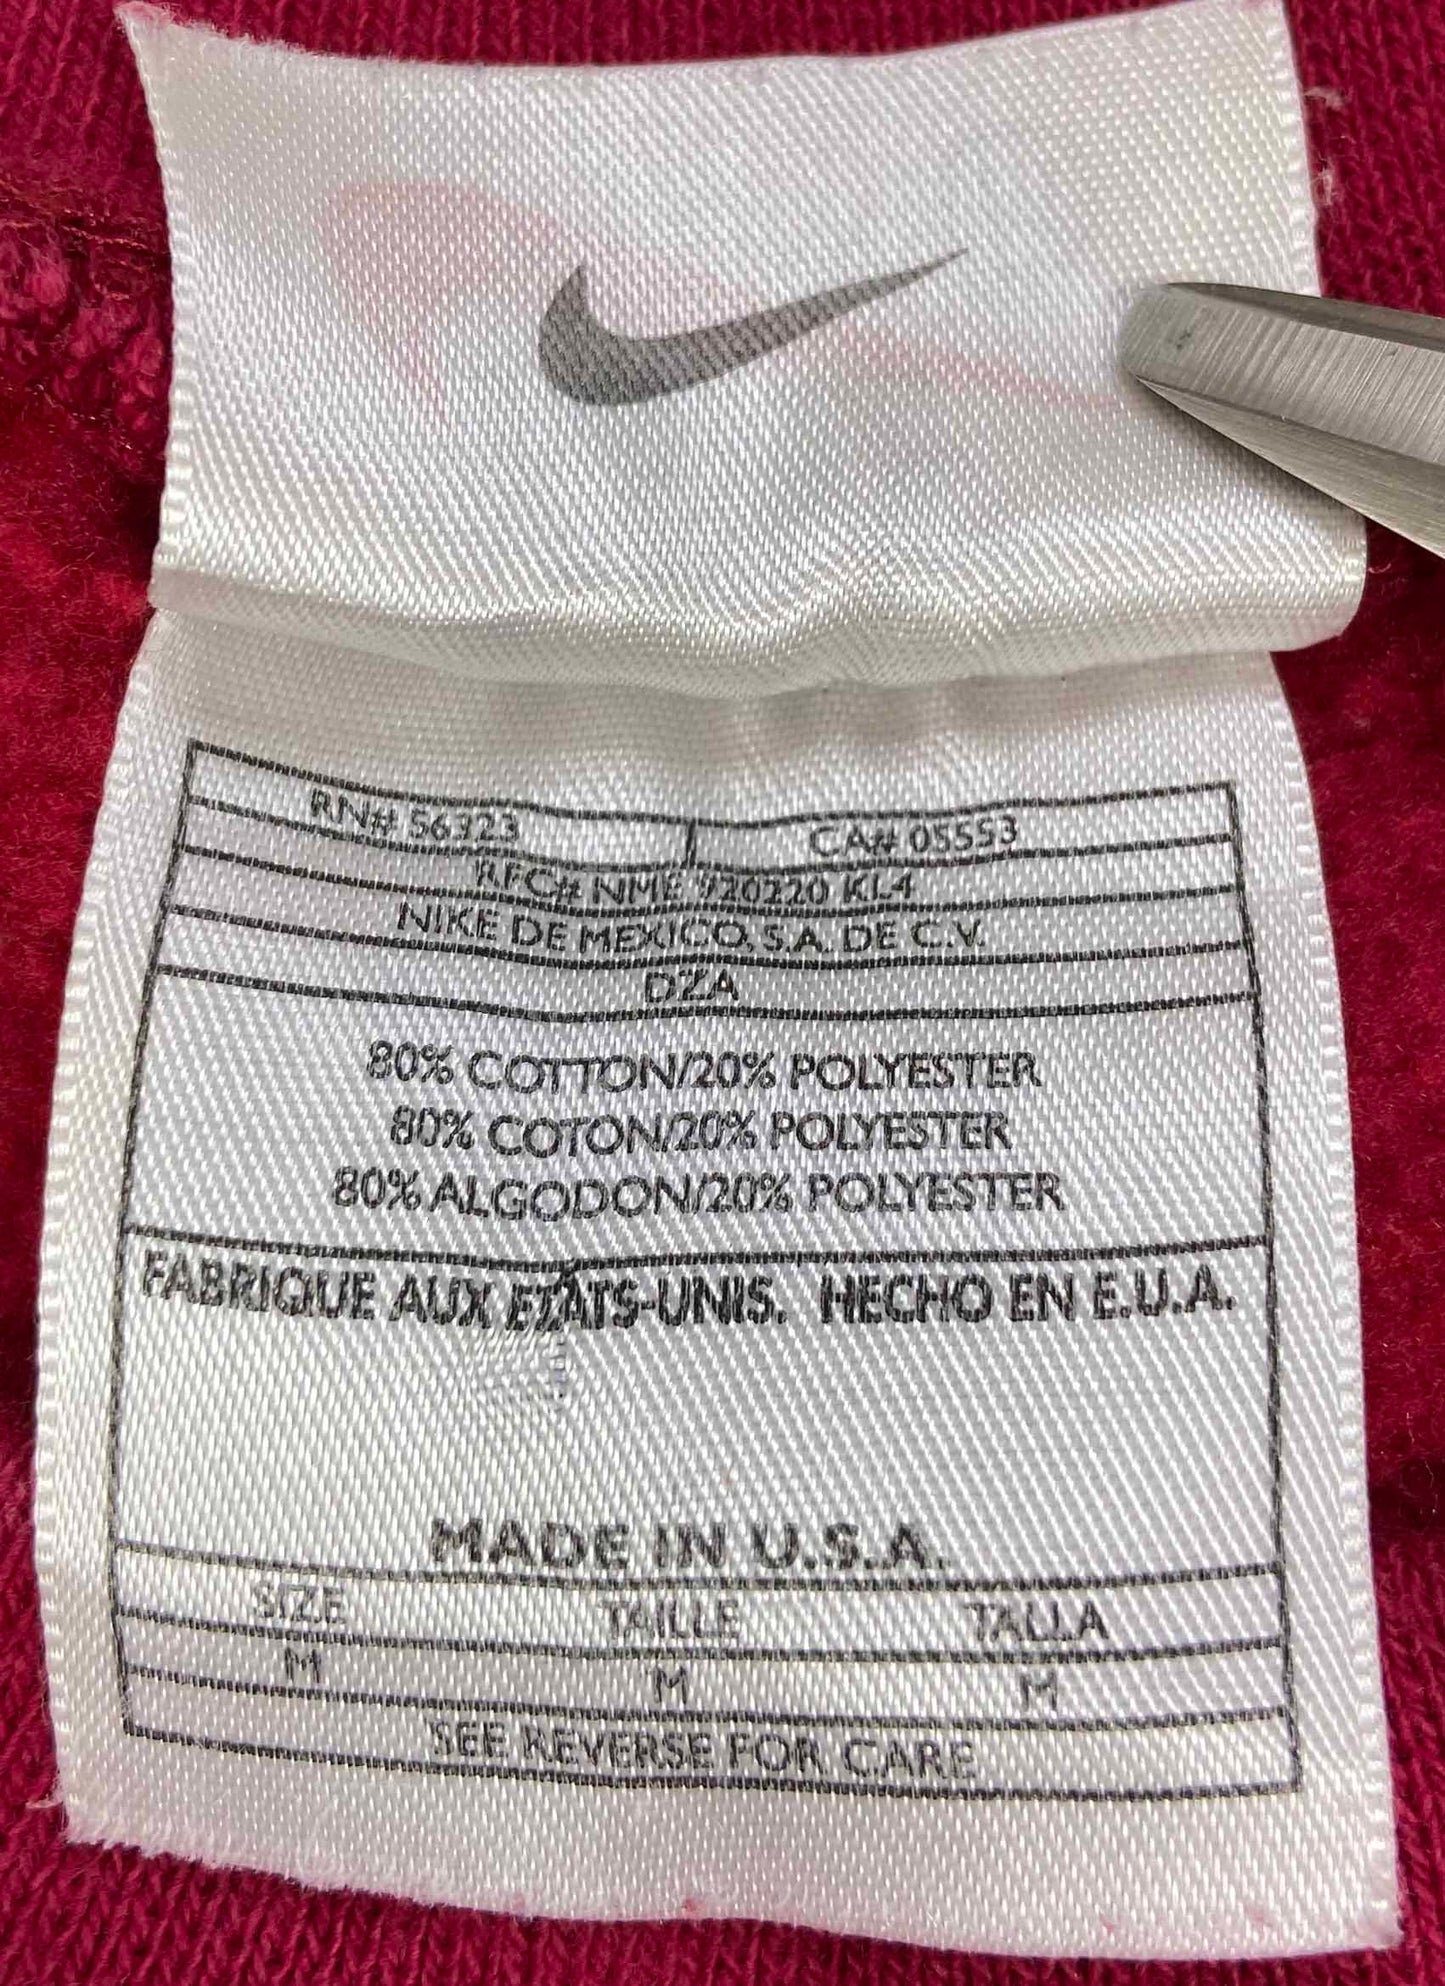 RN# 56323 CA# 05553
RFC# NME 920220 KL4
NIKE DE MEXICO, S.A. DE C.V.
DZA
80% COTTON/20% POLYESTER
80% COTON/20% POLYESTER
80% ALGODON/20% POLYESTER
FABRIQUE AUX ETATS-UNIS. HECHO EN E.U.A.
MADE IN U.S.A.
SIZE TAILLE TALLA
M M M
SEE REVERSE FOR CARE